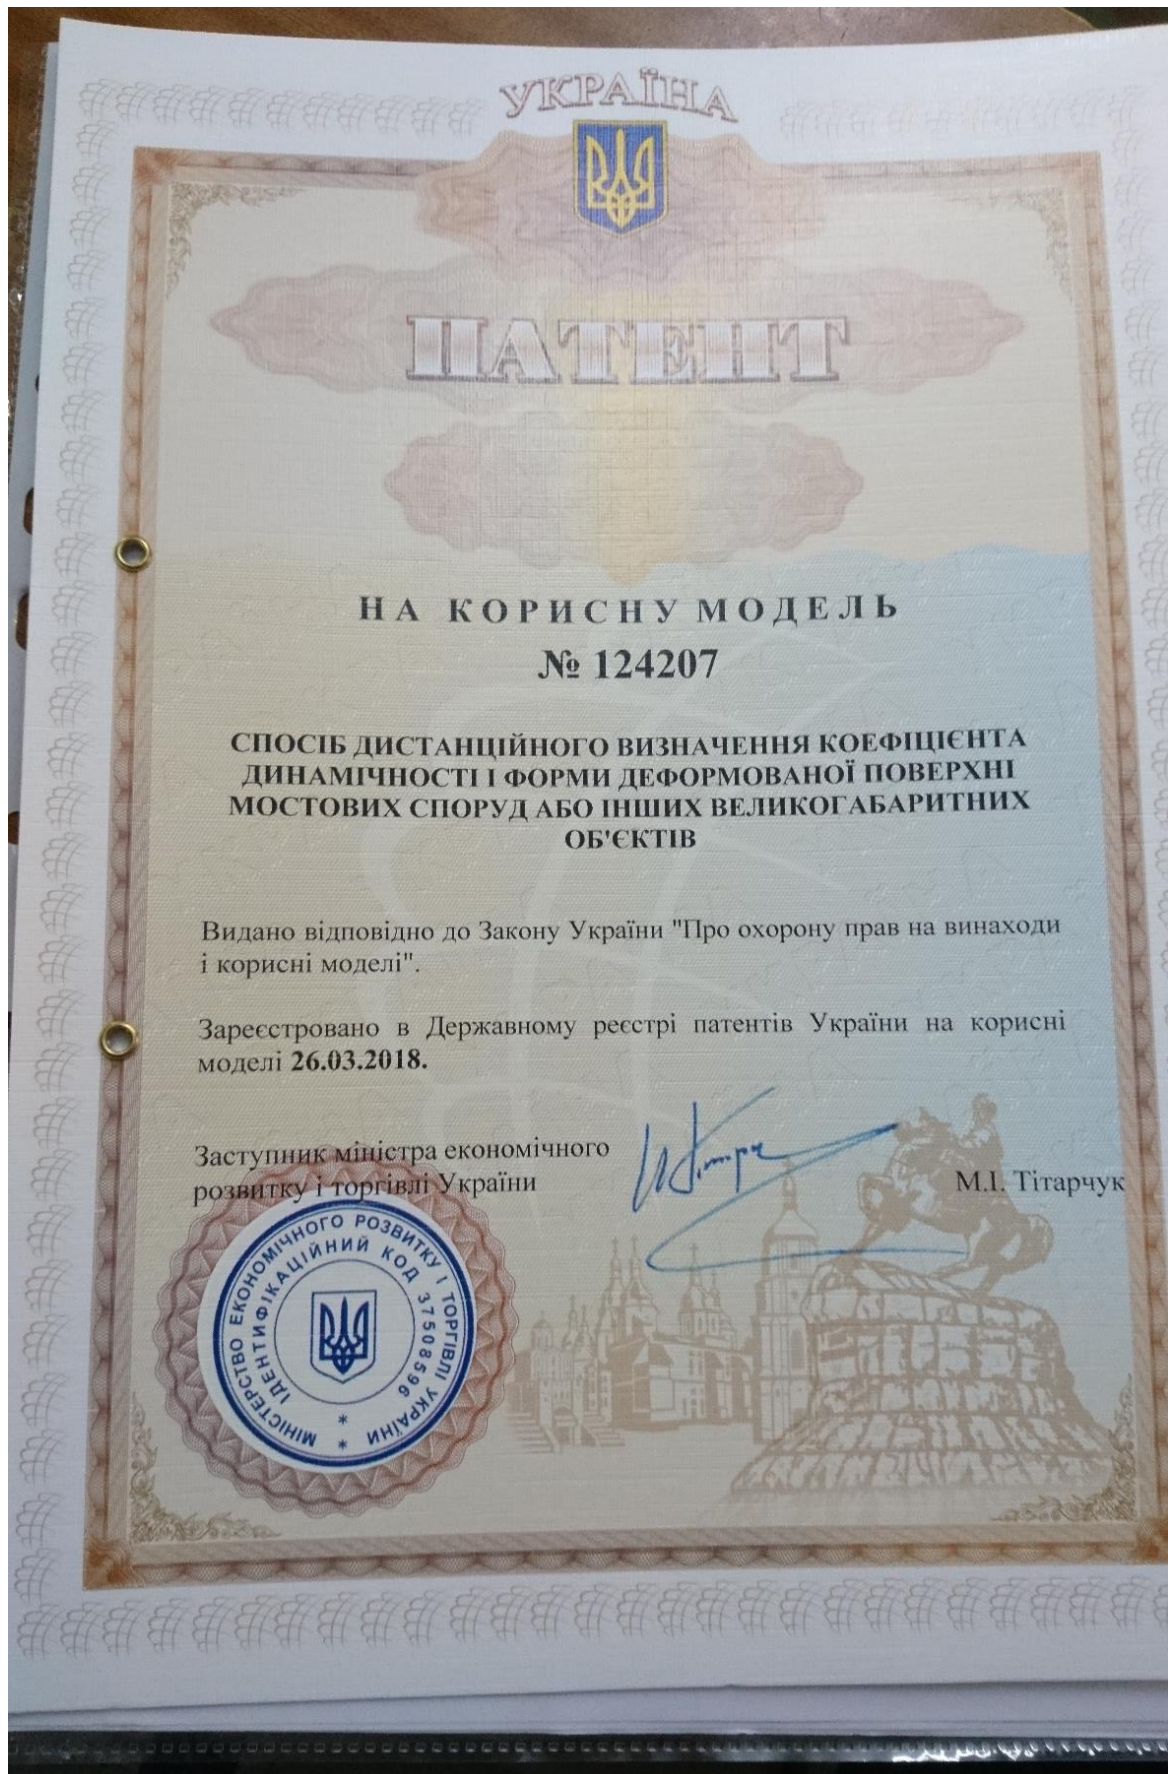 УКРАЇНА
ПАТЕНТ
НА КОРИСНУ МОДЕЛЬ
№ 124207
СПОСІБ ДИСТАНЦІЙНОГО ВИЗНАЧЕННЯ КОЕФІЦІЄНТА
ДИНАМІЧНОСТІ І ФОРМИ ДЕФОРМОВАНОЇ ПОВЕРХНІ
МОСТОВИХ СПОРУД АБО ІНШИХ ВЕЛИКОГАБАРИТНИХ
ОБ'ЄКТІВ
Видано відповідно до Закону України "Про охорону прав на винаходи
і корисні моделі".
Зареєстровано в Державному реєстрі патентів України на корисні
моделі 26.03.2018.
Заступник міністра економічного
розвитку і торгівлі України
М.І. Тітарчук
МІНІСТЕРСТВО ЕКОНОМІЧНОГО РОЗВИТКУ І ТОРГІВЛІ УКРАЇНИ *
ІДЕНТИФІКАЦІЙНИЙ КОД 37508596 *